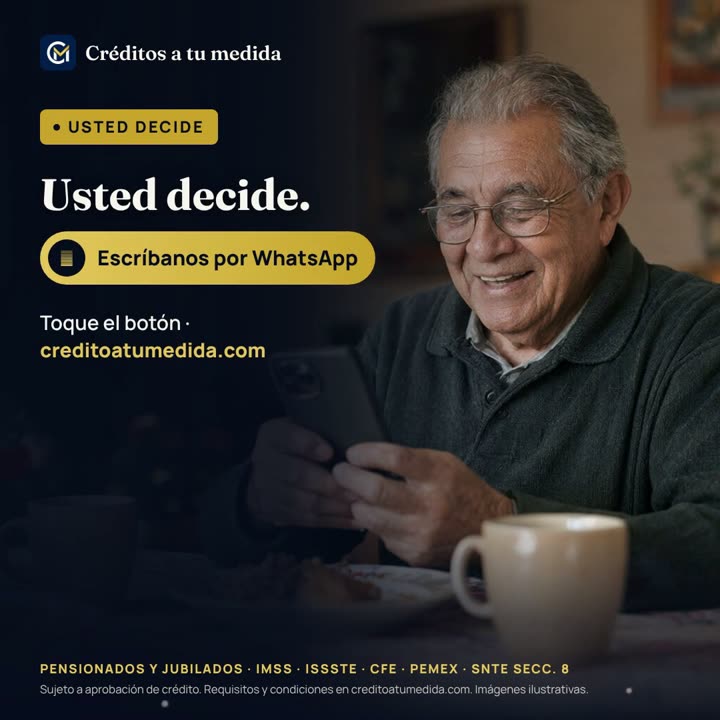 CM
Créditos a tu medida
• USTED DECIDE
Usted decide.
Escríbanos por WhatsApp
Toque el botón ·
creditoatumedida.com
PENSIONADOS Y JUBILADOS · IMSS · ISSSTE · CFE · PEMEX · SNTE SECC. 8
Sujeto a aprobación de crédito. Requisitos y condiciones en creditoatumedida.com. Imágenes ilustrativas.